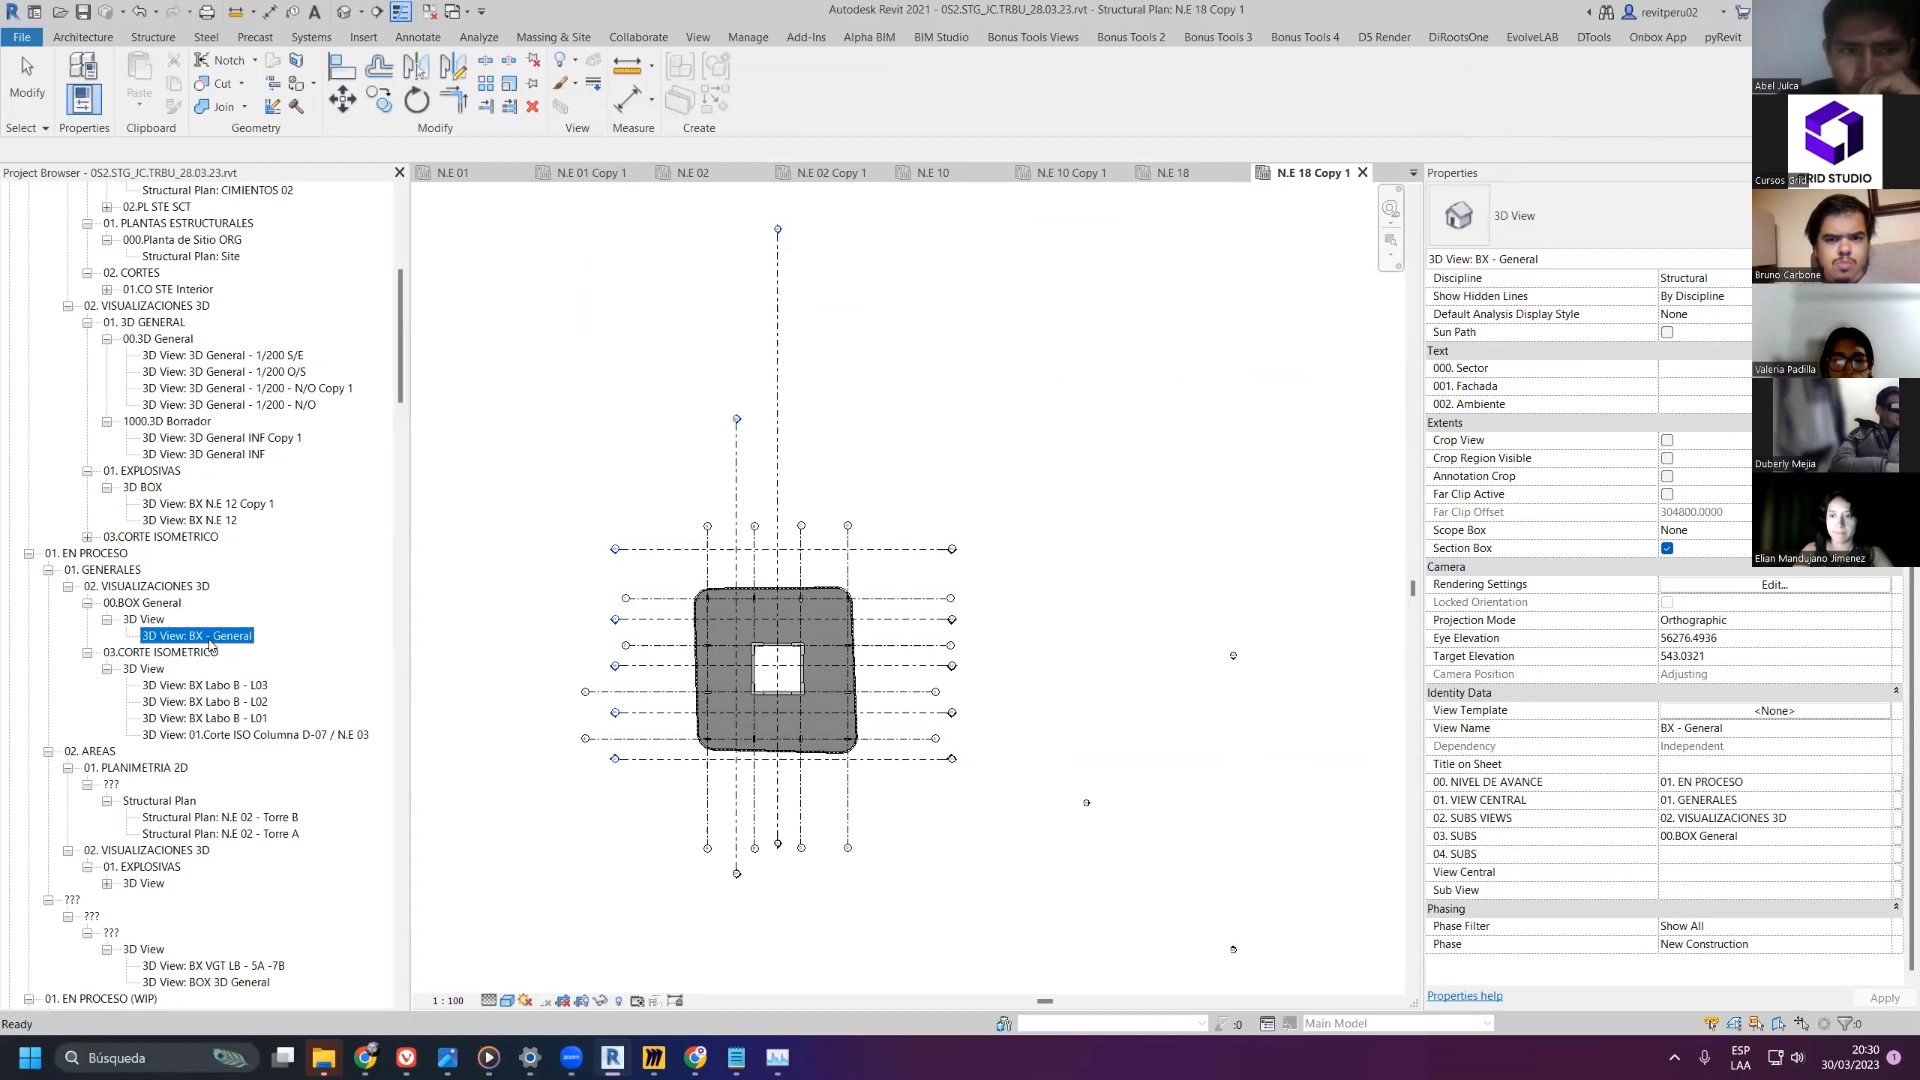 Autodesk Revit 2021 - 0S2.STG_JC.TRBU_28.03.23.rvt - Structural Plan: N.E 18 Copy 1
revitperu02
File Architecture Structure Steel Precast Systems Insert Annotate Analyze Massing & Site Collaborate View Manage Add-Ins Alpha BIM BIM Studio Bonus Tools Views Bonus Tools 2 Bonus Tools 3 Bonus Tools 4 D5 Render DiRootsOne EvolveLAB DTools Onbox App pyRevit
Modify
Paste
Notch
Cut
Join
Select Properties Clipboard Geometry Modify View Measure Create
Project Browser - 0S2.STG_JC.TRBU_28.03.23.rvt
Structural Plan: CIMIENTOS 02
02.PL STE SCT
01. PLANTAS ESTRUCTURALES
000.Planta de Sitio ORG
Structural Plan: Site
02. CORTES
01.CO STE Interior
02. VISUALIZACIONES 3D
01. 3D GENERAL
00.3D General
3D View: 3D General - 1/200 S/E
3D View: 3D General - 1/200 O/S
3D View: 3D General - 1/200 - N/O Copy 1
3D View: 3D General - 1/200 - N/O
1000.3D Borrador
3D View: 3D General INF Copy 1
3D View: 3D General INF
01. EXPLOSIVAS
3D BOX
3D View: BX N.E 12 Copy 1
3D View: BX N.E 12
03.CORTE ISOMETRICO
01. EN PROCESO
01. GENERALES
02. VISUALIZACIONES 3D
00.BOX General
3D View
3D View: BX - General
03.CORTE ISOMETRICO
3D View
3D View: BX Labo B - L03
3D View: BX Labo B - L02
3D View: BX Labo B - L01
3D View: 01.Corte ISO Columna D-07 / N.E 03
02. AREAS
01. PLANIMETRIA 2D
???
Structural Plan
Structural Plan: N.E 02 - Torre B
Structural Plan: N.E 02 - Torre A
02. VISUALIZACIONES 3D
01. EXPLOSIVAS
3D View
???
???
???
3D View
3D View: BX VGT LB - 5A -7B
3D View: BOX 3D General
01. EN PROCESO (WIP)
N.E 01 N.E 01 Copy 1 N.E 02 N.E 02 Copy 1 N.E 10 N.E 10 Copy 1 N.E 18 N.E 18 Copy 1
1 : 100
Properties
3D View
3D View: BX - General
Discipline Structural
Show Hidden Lines By Discipline
Default Analysis Display Style None
Sun Path
Text
000. Sector
001. Fachada
002. Ambiente
Extents
Crop View
Crop Region Visible
Annotation Crop
Far Clip Active
Far Clip Offset 304800.0000
Scope Box None
Section Box
Camera
Rendering Settings Edit...
Locked Orientation
Projection Mode Orthographic
Eye Elevation 56276.4936
Target Elevation 543.0321
Camera Position Adjusting
Identity Data
View Template <None>
View Name BX - General
Dependency Independent
Title on Sheet
00. NIVEL DE AVANCE 01. EN PROCESO
01. VIEW CENTRAL 01. GENERALES
02. SUBS VIEWS 02. VISUALIZACIONES 3D
03. SUBS 00.BOX General
04. SUBS
View Central
Sub View
Phasing
Phase Filter Show All
Phase New Construction
Properties help
Apply
Abel Julca
RID STUDIO
Cursos Grid
Bruno Carbone
Valeria Padilla
Duberly Mejia
Elian Mandujano Jimenez
Ready
:0
Main Model
:0
Búsqueda
ESP
LAA
20:30
30/03/2023
1